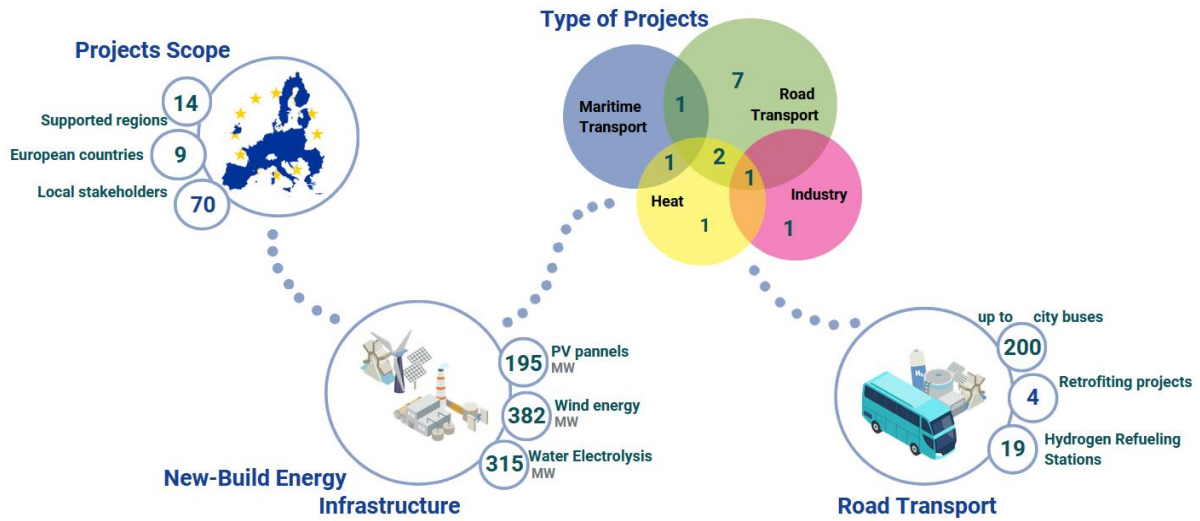 Type of Projects
Projects Scope
14
Supported regions
European countries
9
Local stakeholders
70
7
Maritime
Transport
1
Road
Transport
1
2
1
Heat
Industry
1
1
195
PV pannels
MW
382
Wind energy
MW
315
Water Electrolysis
MW
New-Build Energy
Infrastructure
up to
city buses
200
H₂
4
Retrofiting projects
19
Hydrogen Refueling
Stations
Road Transport